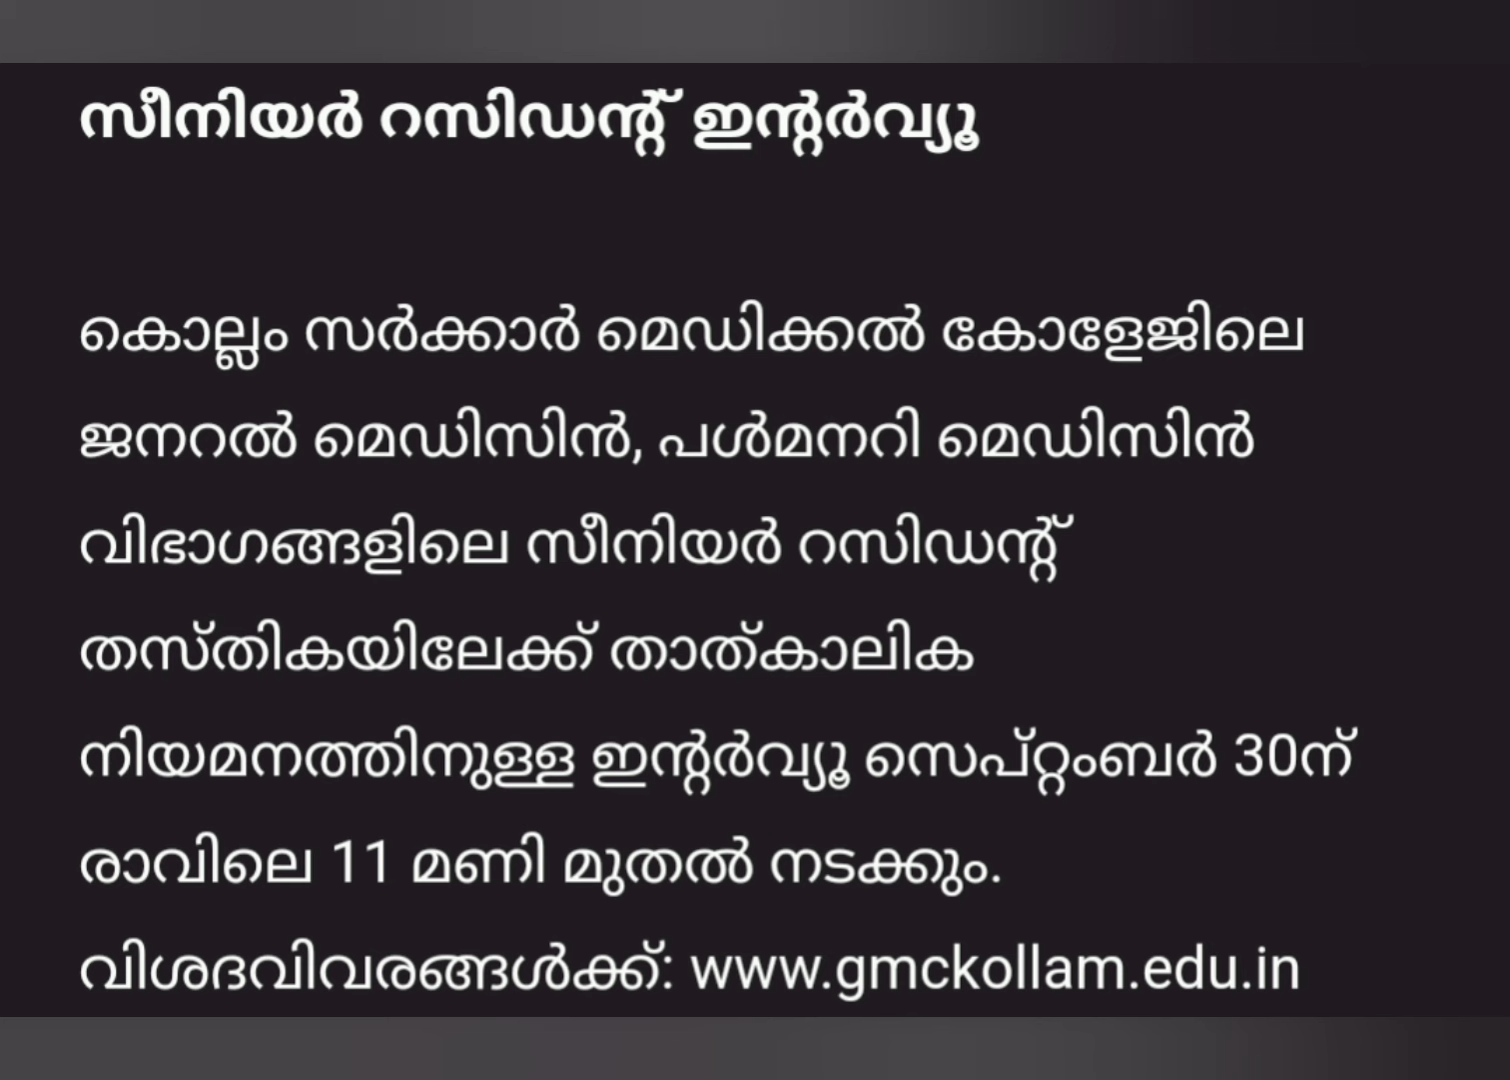 സീനിയർ റസിഡന്റ് ഇന്റർവ്യൂ
കൊല്ലം സർക്കാർ മെഡിക്കൽ കോളേജിലെ
ജനറൽ മെഡിസിൻ, പൾമനറി മെഡിസിൻ
വിഭാഗങ്ങളിലെ സീനിയർ റസിഡന്റ്
തസ്തികയിലേക്ക് താത്കാലിക
നിയമനത്തിനുള്ള ഇന്റർവ്യൂ സെപ്റ്റംബർ 30ന്
രാവിലെ 11 മണി മുതൽ നടക്കും.
വിശദവിവരങ്ങൾക്ക്: www.gmckollam.edu.in